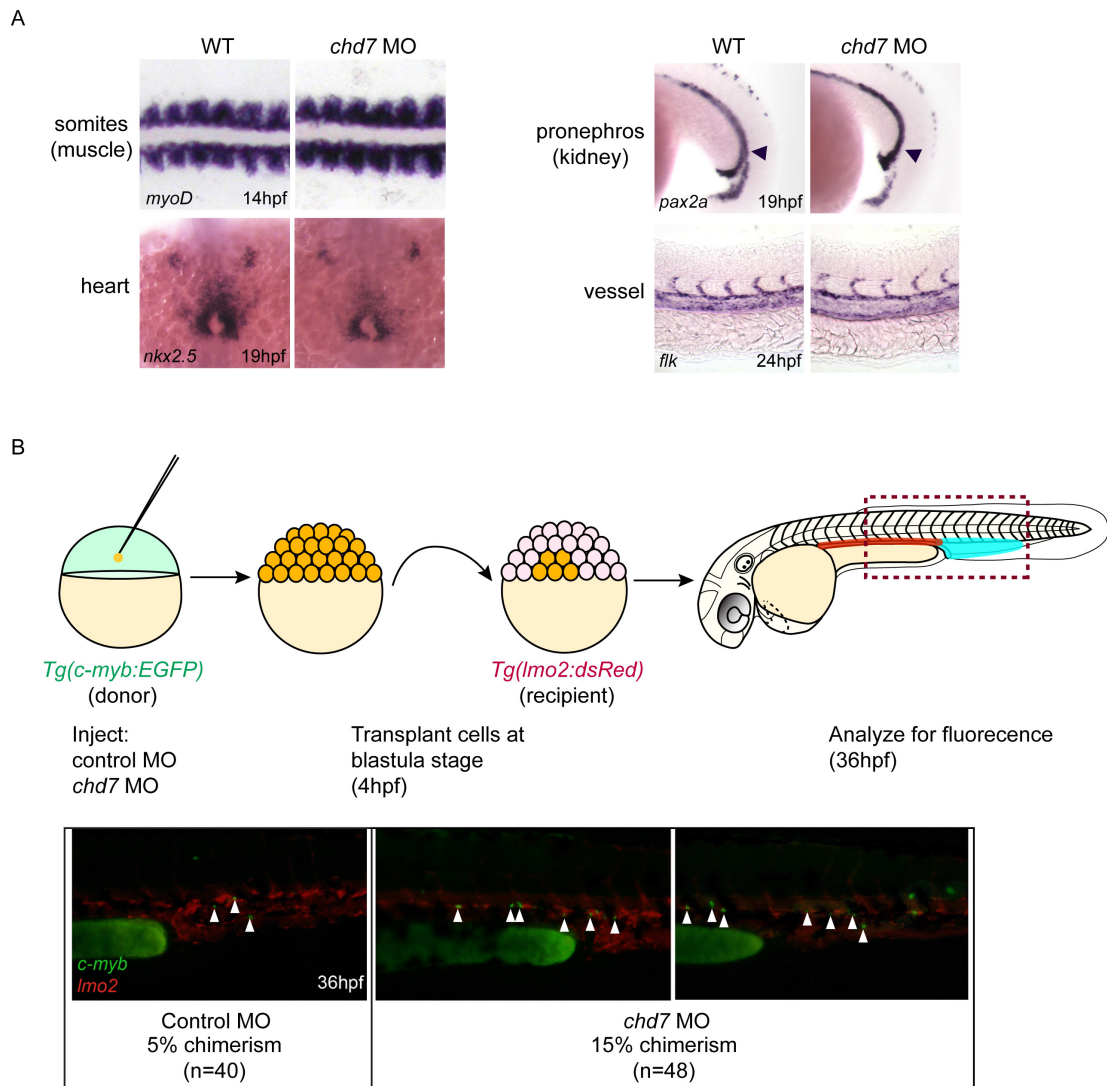 A
WT
chd7 MO
somites
(muscle)
myoD
14hpf
heart
nkx2.5
19hpf
WT
chd7 MO
pronephros
(kidney)
pax2a
19hpf
vessel
flk
24hpf
B
Tg(c-myb:EGFP)
(donor)
Tg(lmo2:dsRed)
(recipient)
Inject:
control MO
chd7 MO
Transplant cells at
blastula stage
(4hpf)
Analyze for fluorecence
(36hpf)
c-myb
lmo2
36hpf
Control MO
5% chimerism
(n=40)
chd7 MO
15% chimerism
(n=48)